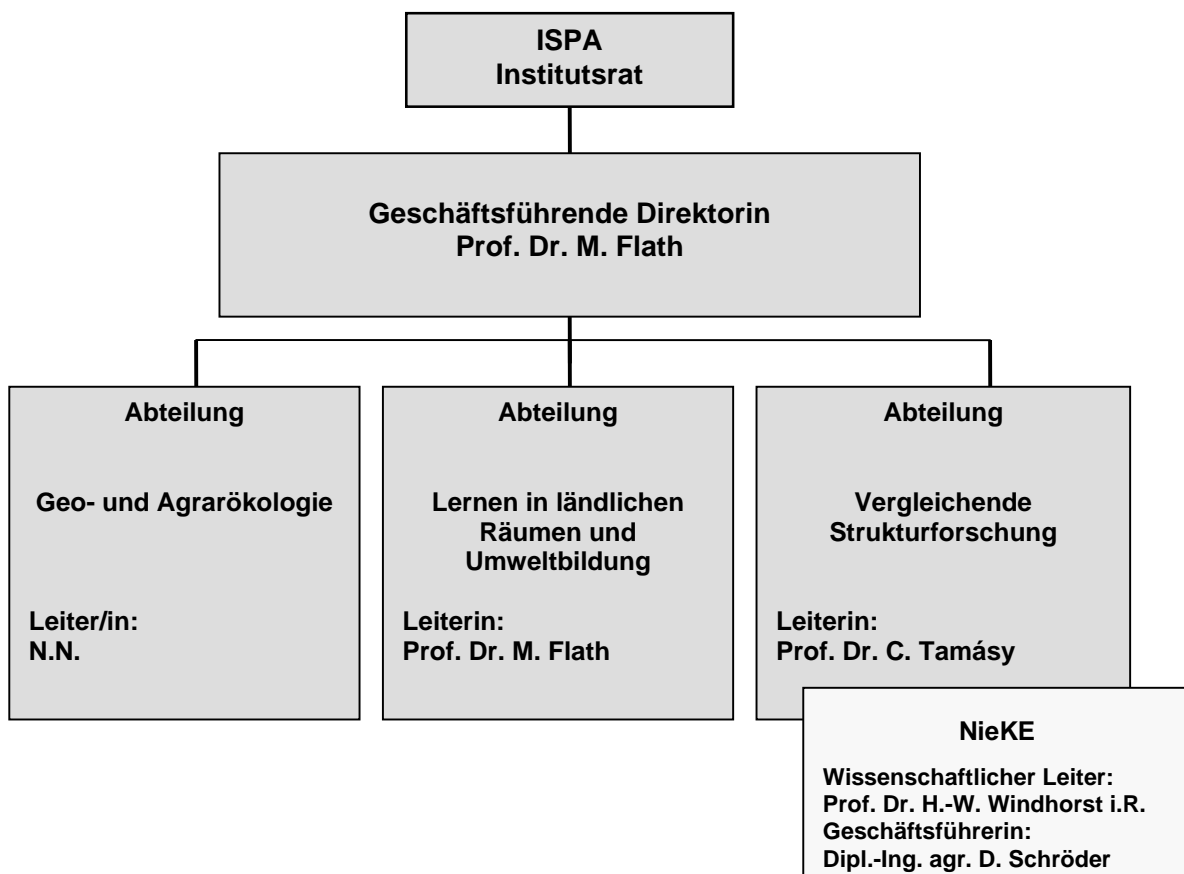 ISPA
Institutsrat
Geschäftsführende Direktorin
Prof. Dr. M. Flath
Abteilung
Geo- und Agrarökologie
Leiter/in:
N.N.
Abteilung
Lernen in ländlichen
Räumen und
Umweltbildung
Leiterin:
Prof. Dr. M. Flath
Abteilung
Vergleichende
Strukturforschung
Leiterin:
Prof. Dr. C. Tamásy
NieKE
Wissenschaftlicher Leiter:
Prof. Dr. H.-W. Windhorst i.R.
Geschäftsführerin:
Dipl.-Ing. agr. D. Schröder